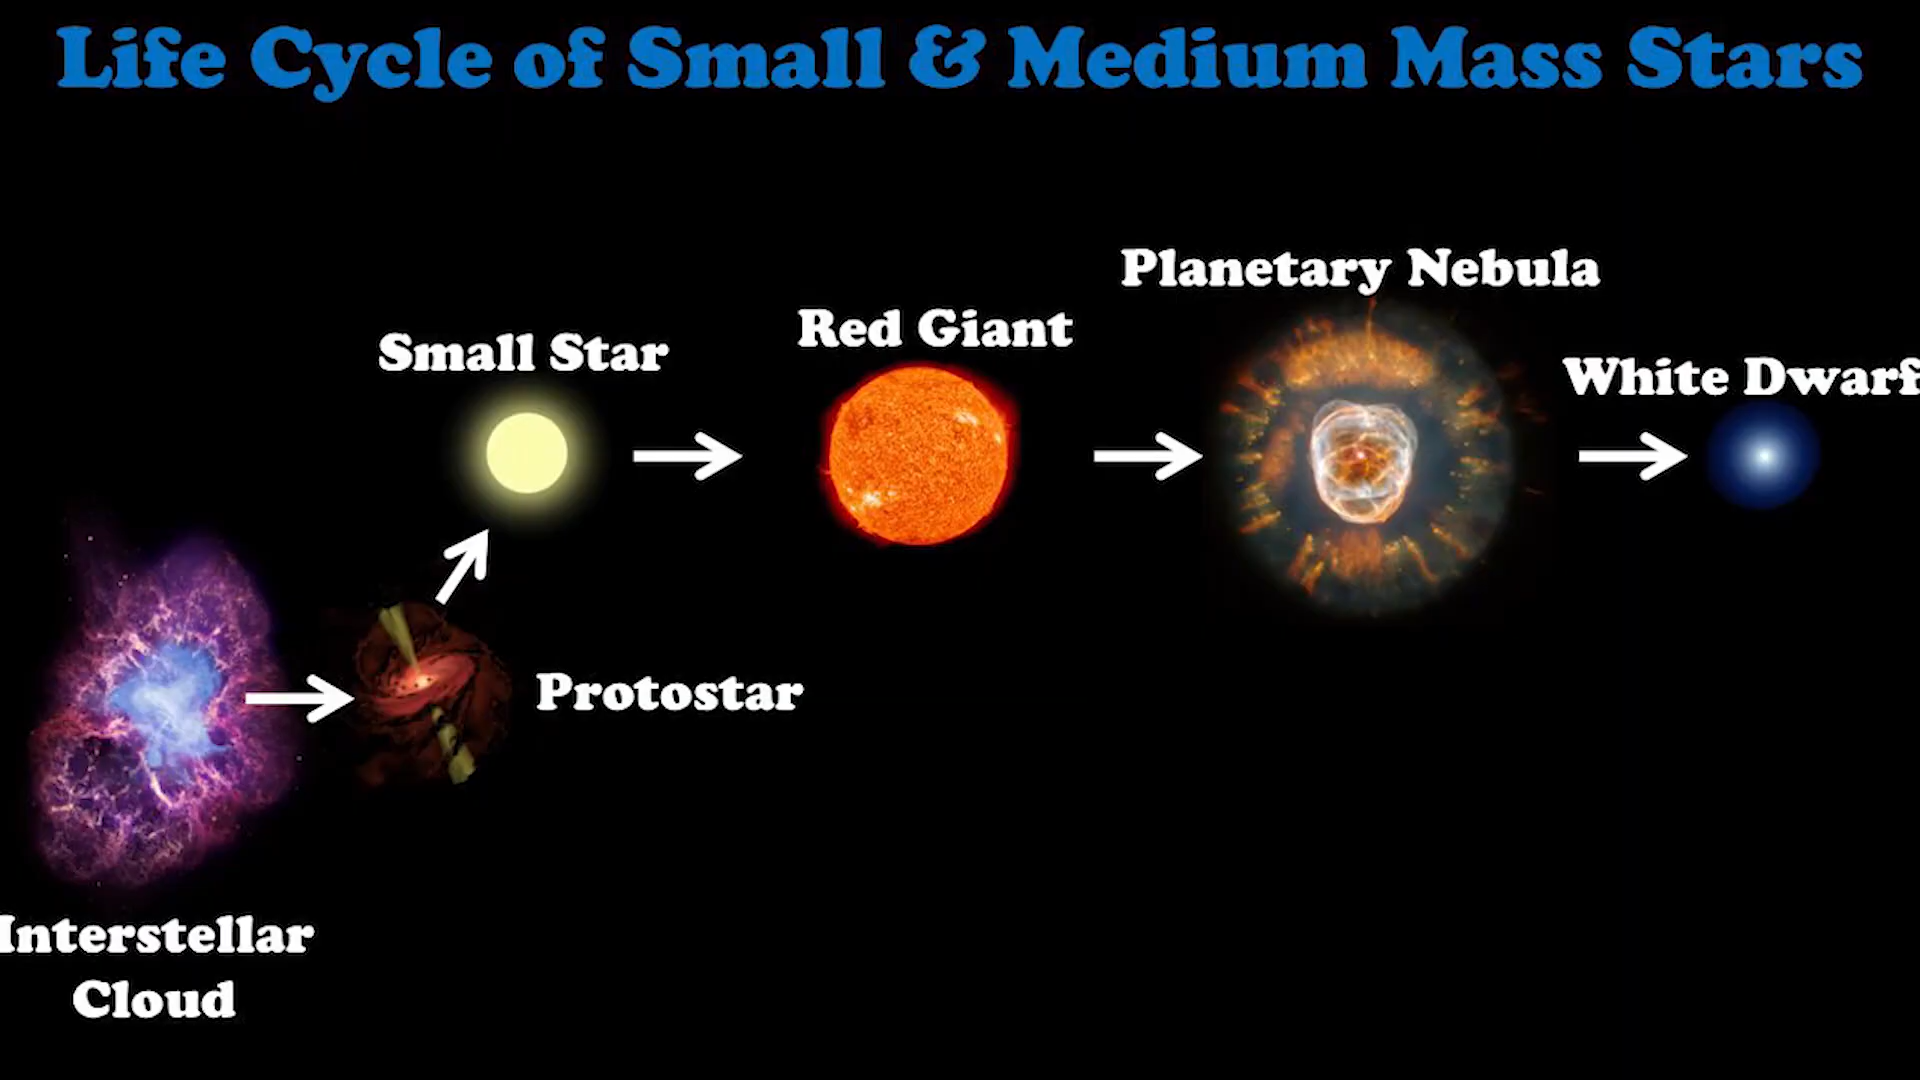 Life Cycle of Small & Medium Mass Stars
Planetary Nebula
Red Giant
Small Star
White Dwarf
Protostar
Interstellar
Cloud